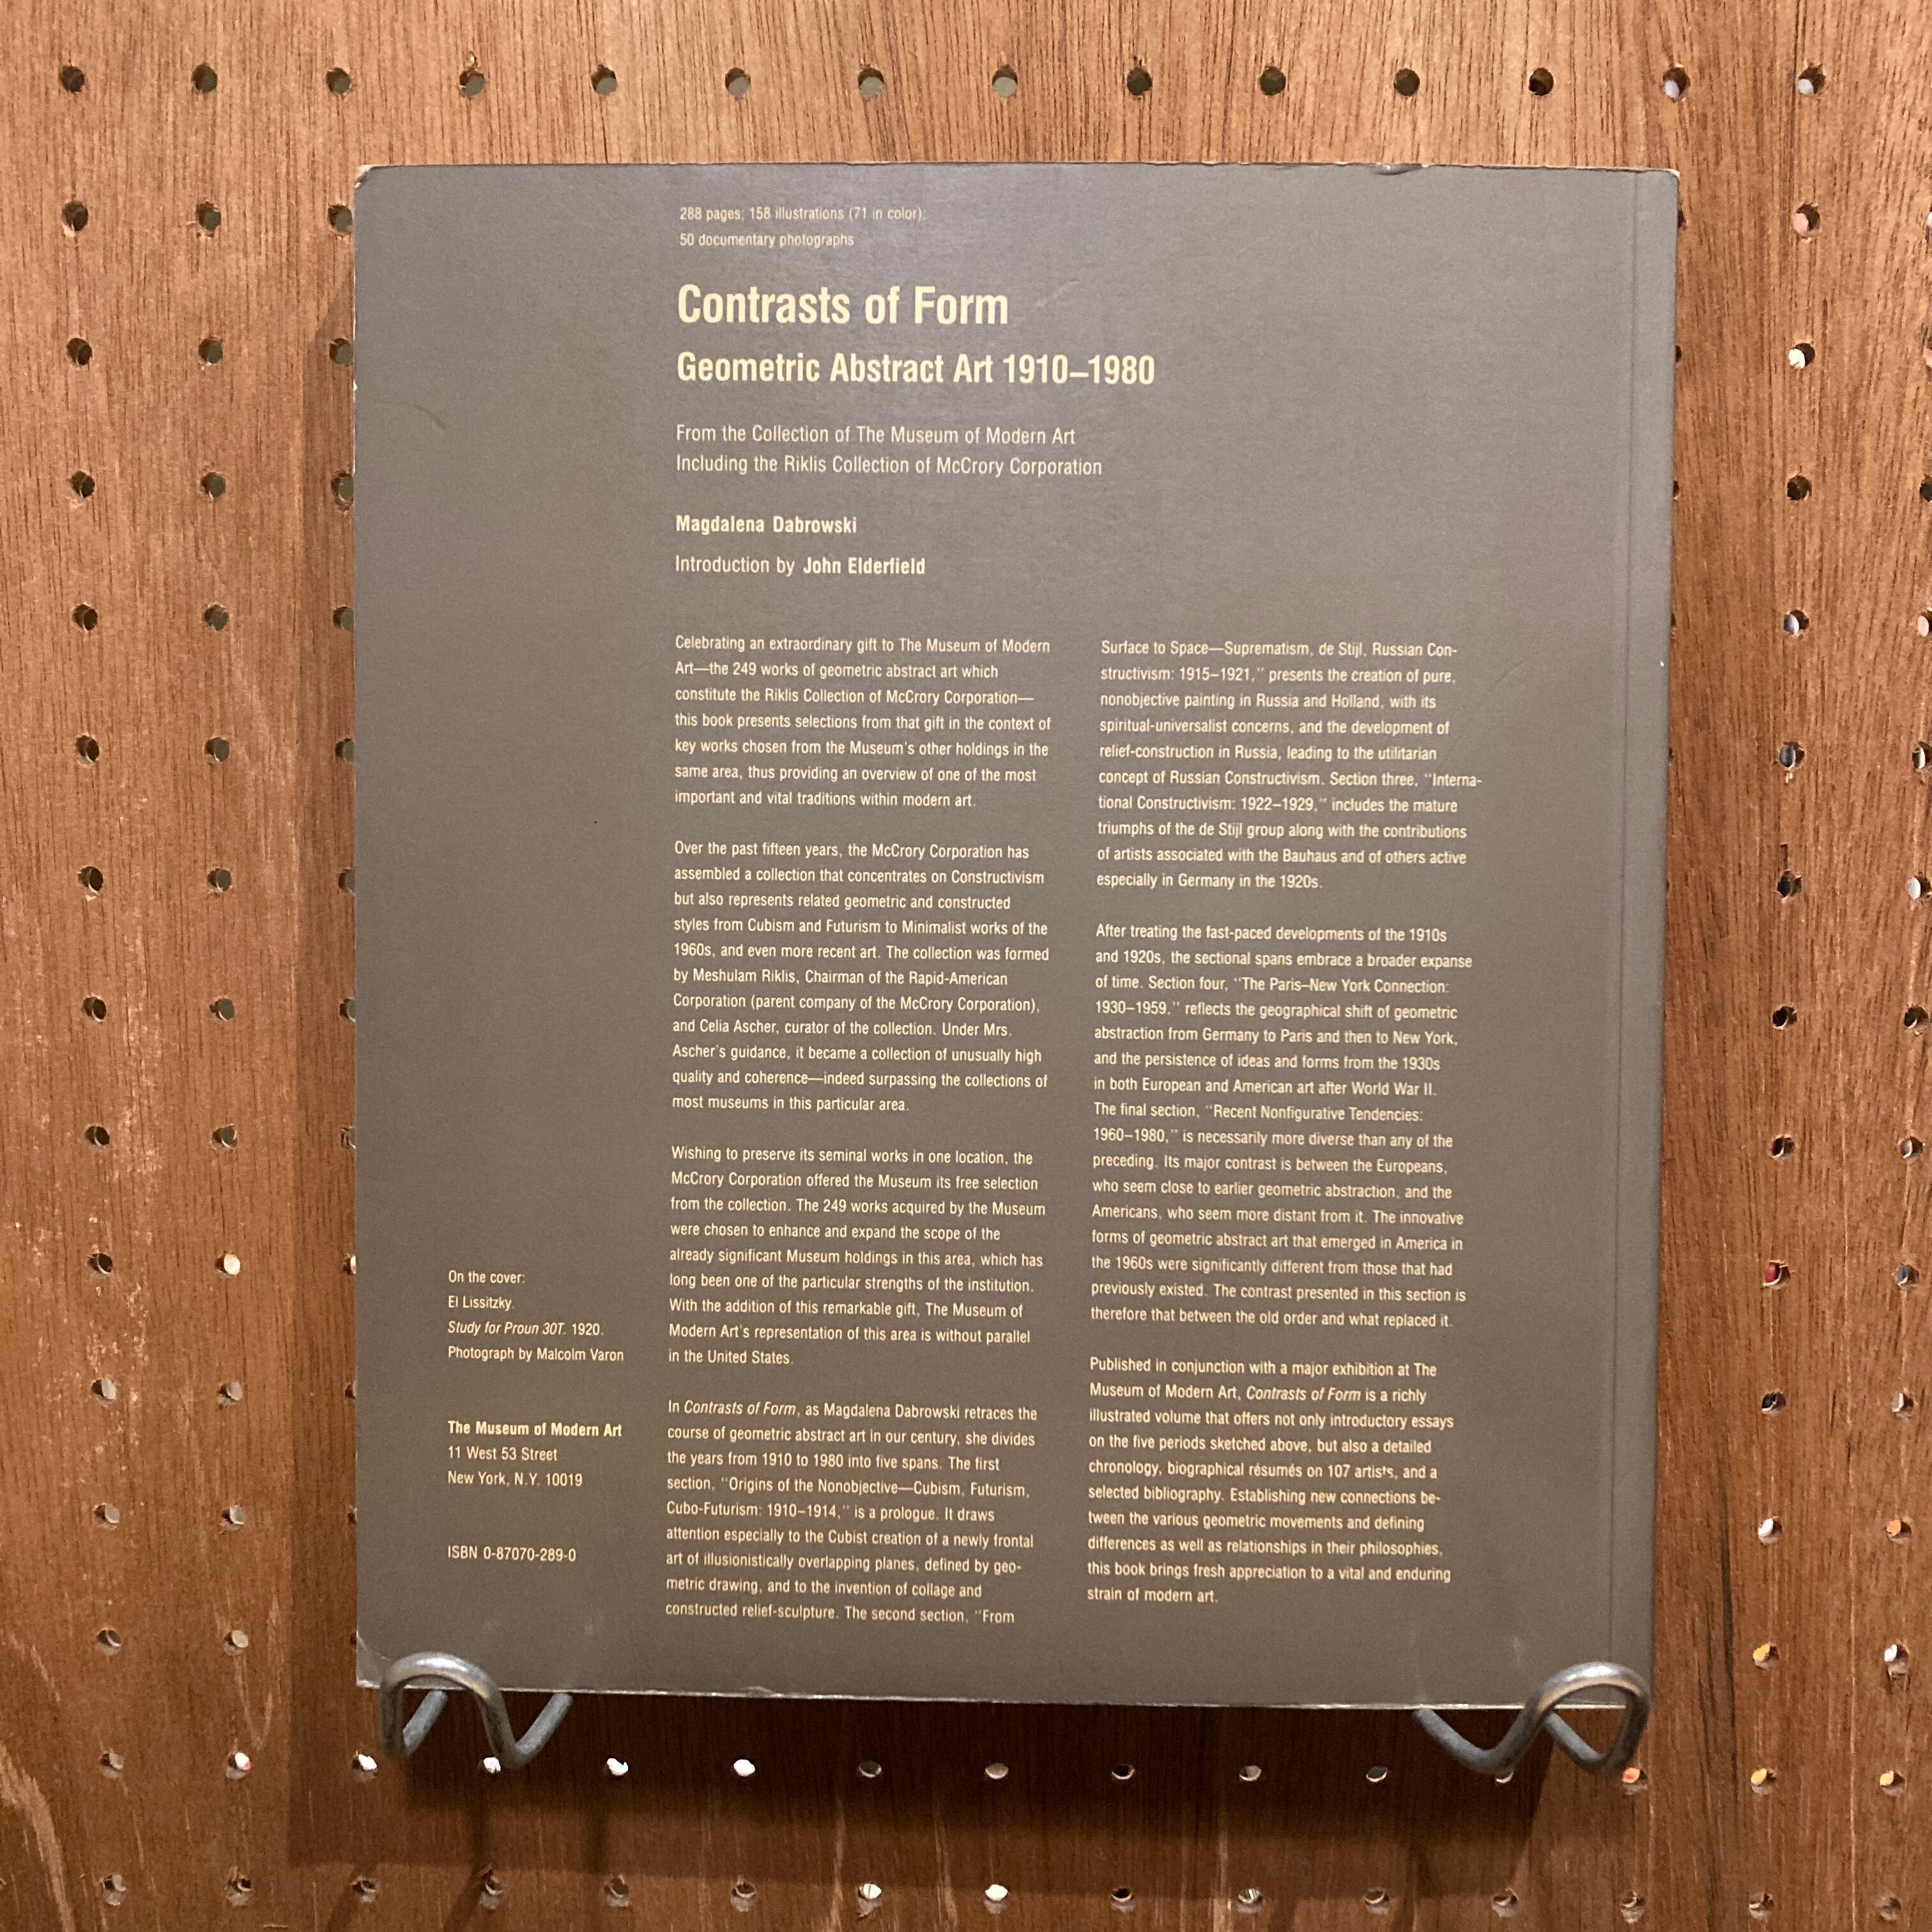 288 pages; 158 illustrations (71 in color);
50 documentary photographs
Contrasts of Form
Geometric Abstract Art 1910–1980
From the Collection of The Museum of Modern Art
Including the Riklis Collection of McCrory Corporation
Magdalena Dabrowski
Introduction by John Elderfield
Celebrating an extraordinary gift to The Museum of Modern
Art—the 249 works of geometric abstract art which
constitute the Riklis Collection of McCrory Corporation—
this book presents selections from that gift in the context of
key works chosen from the Museum's other holdings in the
same area, thus providing an overview of one of the most
important and vital traditions within modern art.
Over the past fifteen years, the McCrory Corporation has
assembled a collection that concentrates on Constructivism
but also represents related geometric and constructed
styles from Cubism and Futurism to Minimalist works of the
1960s, and even more recent art. The collection was formed
by Meshulam Riklis, Chairman of the Rapid-American
Corporation (parent company of the McCrory Corporation),
and Celia Ascher, curator of the collection. Under Mrs.
Ascher's guidance, it became a collection of unusually high
quality and coherence—indeed surpassing the collections of
most museums in this particular area.
Wishing to preserve its seminal works in one location, the
McCrory Corporation offered the Museum its free selection
from the collection. The 249 works acquired by the Museum
were chosen to enhance and expand the scope of the
already significant Museum holdings in this area, which has
long been one of the particular strengths of the institution.
With the addition of this remarkable gift, The Museum of
Modern Art's representation of this area is without parallel
in the United States.
In Contrasts of Form, as Magdalena Dabrowski retraces the
course of geometric abstract art in our century, she divides
the years from 1910 to 1980 into five spans. The first
section, "Origins of the Nonobjective—Cubism, Futurism,
Cubo-Futurism: 1910–1914," is a prologue. It draws
attention especially to the Cubist creation of a newly frontal
art of illusionistically overlapping planes, defined by geo-
metric drawing, and to the invention of collage and
constructed relief-sculpture. The second section, "From
Surface to Space—Suprematism, de Stijl, Russian Con-
structivism: 1915–1921," presents the creation of pure,
nonobjective painting in Russia and Holland, with its
spiritual-universalist concerns, and the development of
relief-construction in Russia, leading to the utilitarian
concept of Russian Constructivism. Section three, "Interna-
tional Constructivism: 1922–1929," includes the mature
triumphs of the de Stijl group along with the contributions
of artists associated with the Bauhaus and of others active
especially in Germany in the 1920s.
After treating the fast-paced developments of the 1910s
and 1920s, the sectional spans embrace a broader expanse
of time. Section four, "The Paris–New York Connection:
1930–1959," reflects the geographical shift of geometric
abstraction from Germany to Paris and then to New York,
and the persistence of ideas and forms from the 1930s
in both European and American art after World War II.
The final section, "Recent Nonfigurative Tendencies:
1960–1980," is necessarily more diverse than any of the
preceding. Its major contrast is between the Europeans,
who seem close to earlier geometric abstraction, and the
Americans, who seem more distant from it. The innovative
forms of geometric abstract art that emerged in America in
the 1960s were significantly different from those that had
previously existed. The contrast presented in this section is
therefore that between the old order and what replaced it.
Published in conjunction with a major exhibition at The
Museum of Modern Art, Contrasts of Form is a richly
illustrated volume that offers not only introductory essays
on the five periods sketched above, but also a detailed
chronology, biographical résumés on 107 artists, and a
selected bibliography. Establishing new connections be-
tween the various geometric movements and defining
differences as well as relationships in their philosophies,
this book brings fresh appreciation to a vital and enduring
strain of modern art.
On the cover:
El Lissitzky.
Study for Proun 30T. 1920.
Photograph by Malcolm Varon
The Museum of Modern Art
11 West 53 Street
New York, N.Y. 10019
ISBN 0-87070-289-0